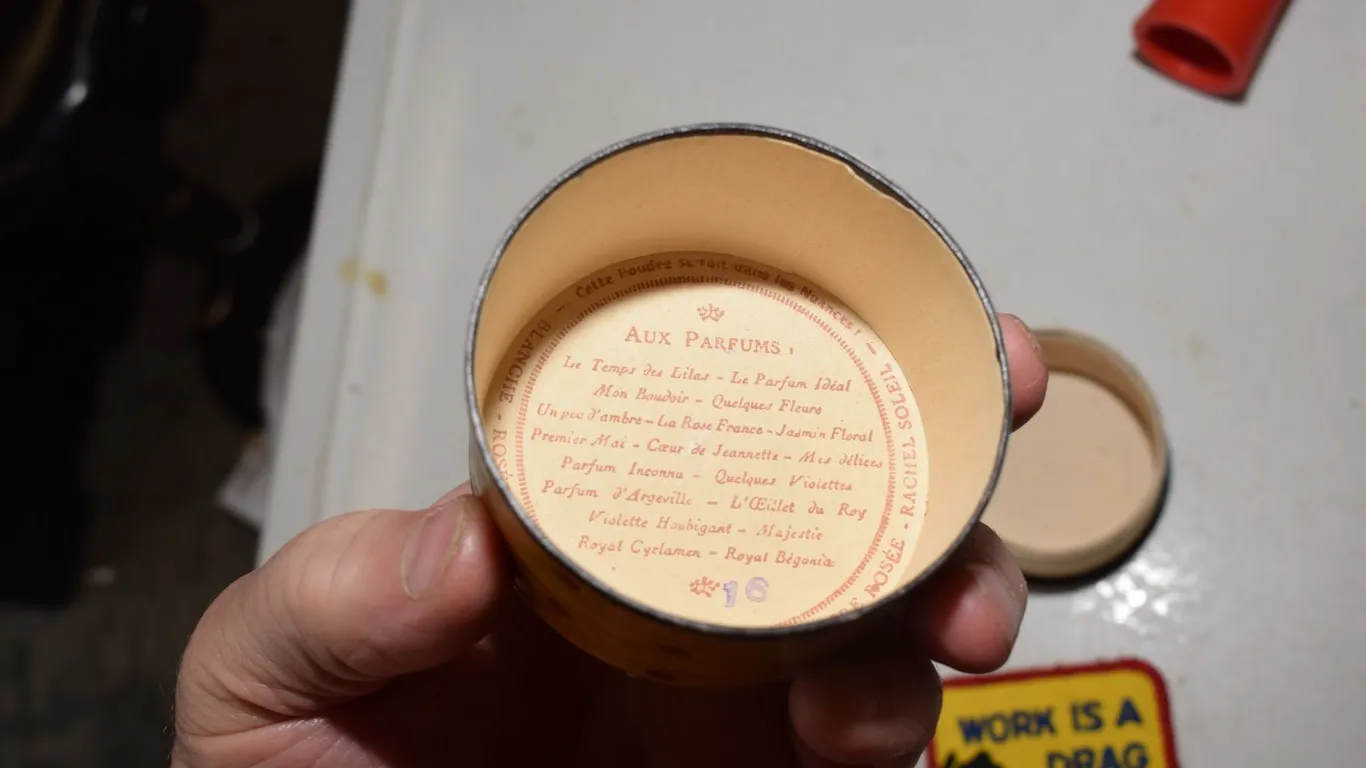 Cette Poudre se fait dans les Nuances : — RACHEL SOLEIL - RACHEL ROSÉE
BLANCHE - ROSÉE
AUX PARFUMS :
Le Temps des Lilas - Le Parfum Idéal
Mon Boudoir - Quelques Fleurs
Un peu d'ambre - La Rose France - Jasmin Floral
Premier Mai - Cœur de Jeannette - Mes délices
Parfum Inconnu - Quelques Violettes
Parfum d'Argeville - L'Œillet du Roy
Violette Houbigant - Majestic
Royal Cyclamen - Royal Bégonia
16
WORK IS A
DRAG